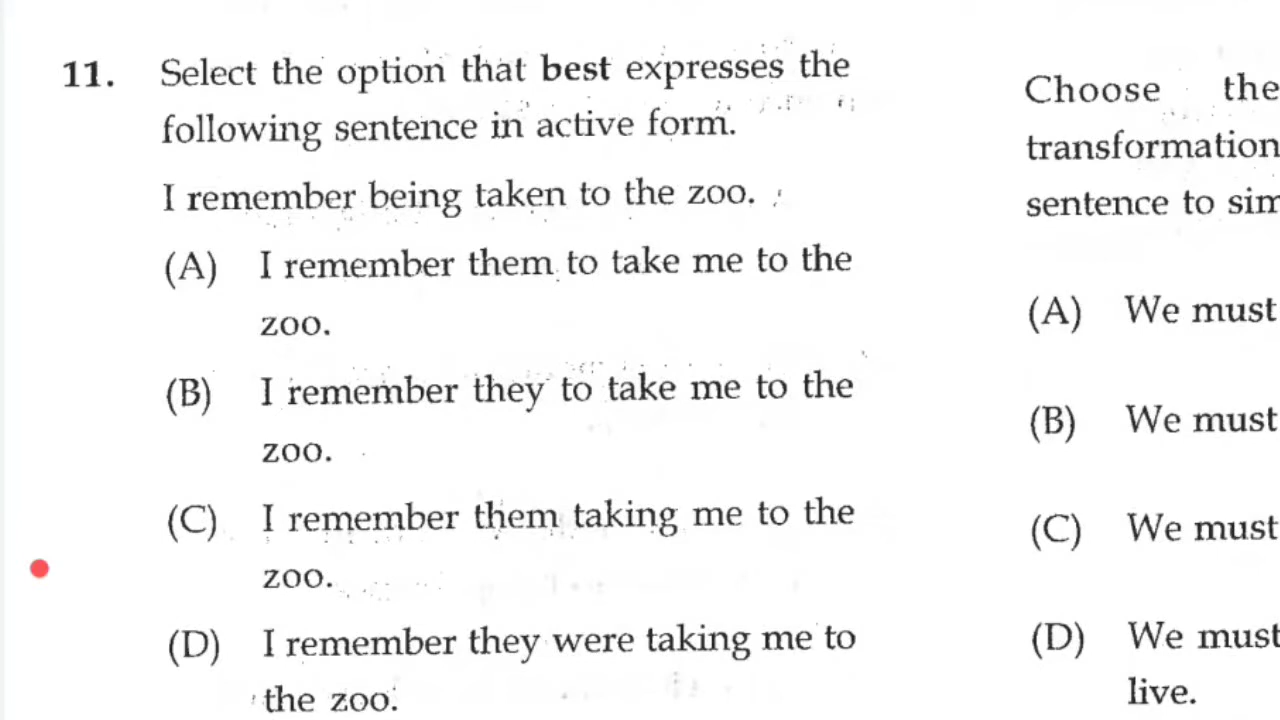 11. Select the option that best expresses the
following sentence in active form.
I remember being taken to the zoo.
(A) I remember them to take me to the
zoo.
(B) I remember they to take me to the
zoo.
(C) I remember them taking me to the
zoo.
(D) I remember they were taking me to
the zoo.
Choose the
transformation
sentence to
(A) We must
(B) We must
(C) We must
(D) We must
live.